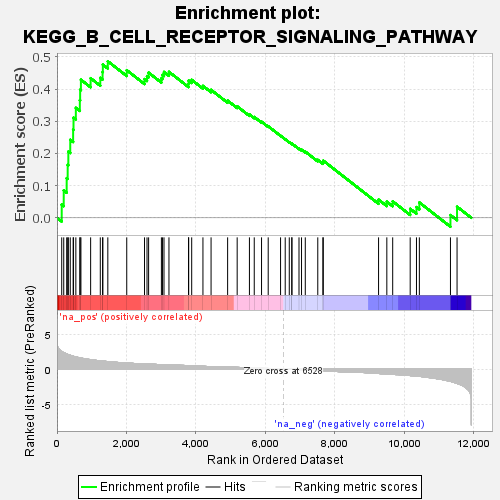 Enrichment plot:
KEGG_B_CELL_RECEPTOR_SIGNALING_PATHWAY
Enrichment score (ES)
0.5
0.4
0.3
0.2
0.1
0.0
'na_pos' (positively correlated)
Ranked list metric (PreRanked)
5
0
-5
Zero cross at 6528
'na_neg' (negatively correlated)
0
2,000
4,000
6,000
8,000
10,000
12,000
Rank in Ordered Dataset
Enrichment profile
Hits
Ranking metric scores